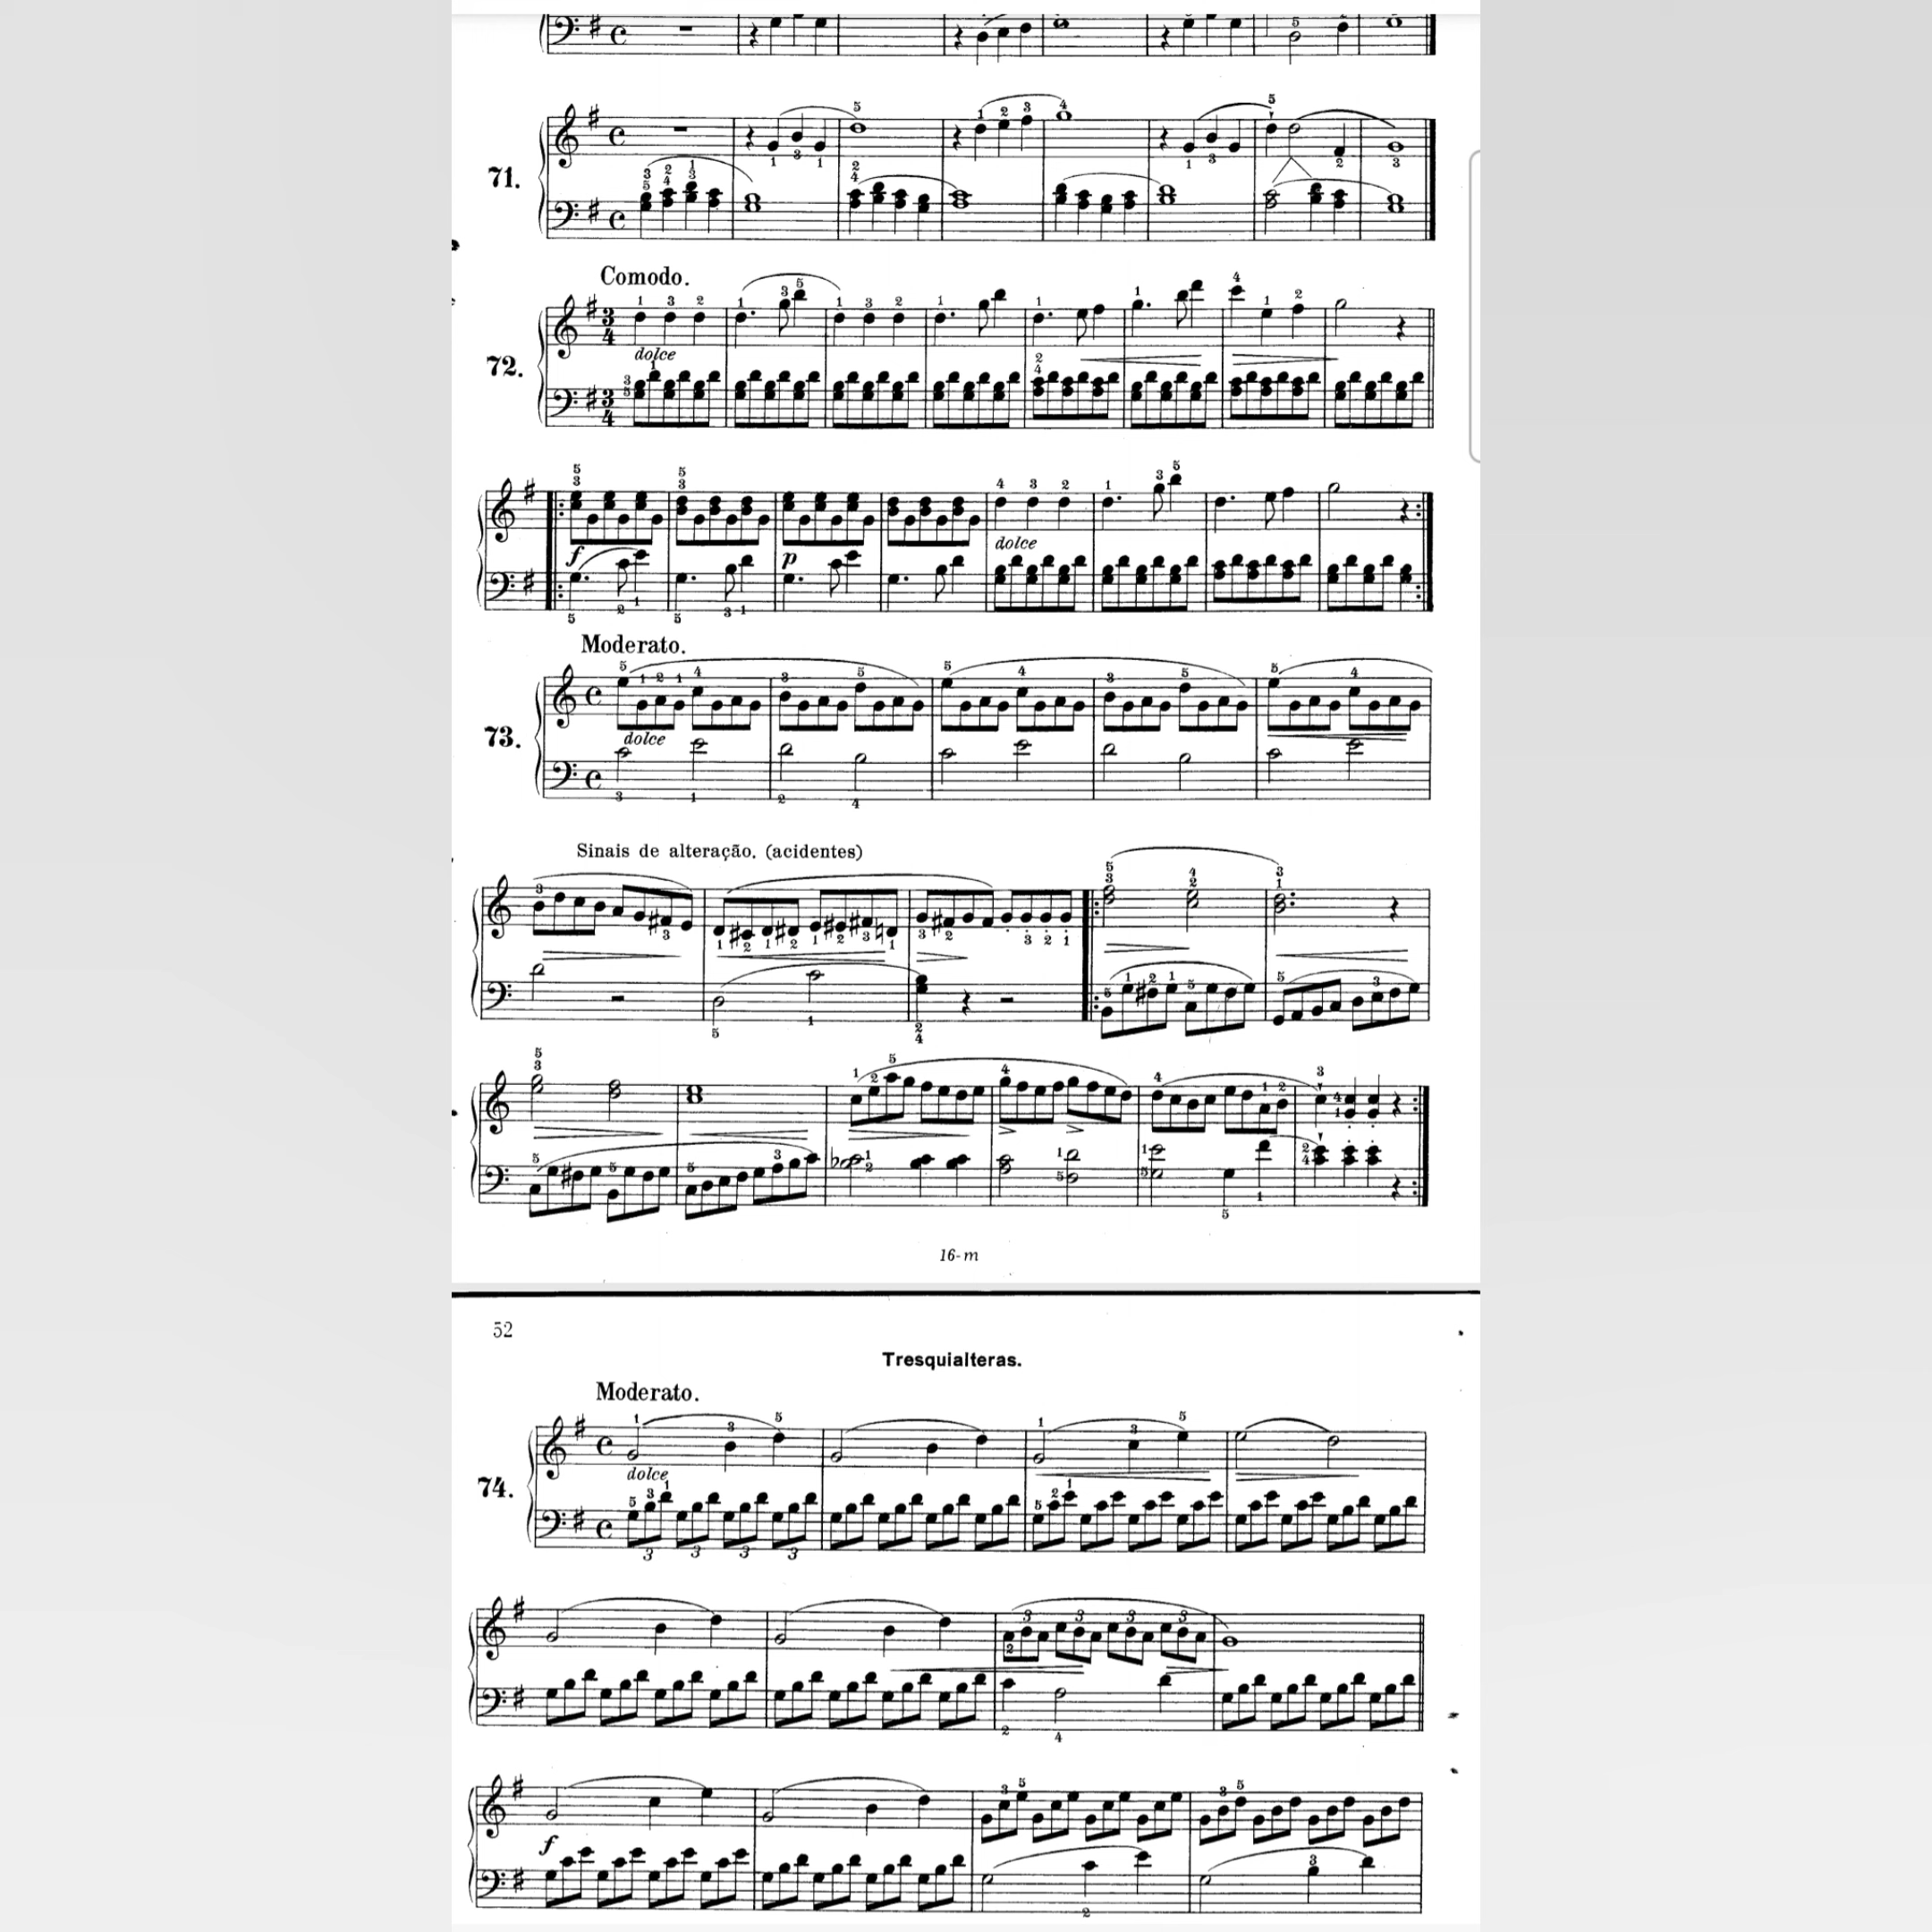 71.
Comodo.
72.
dolce
f
p
dolce
Moderato.
73.
dolce
Sinais de alteração. (acidentes)
16-m
52
Tresquialteras.
Moderato.
74.
dolce
f